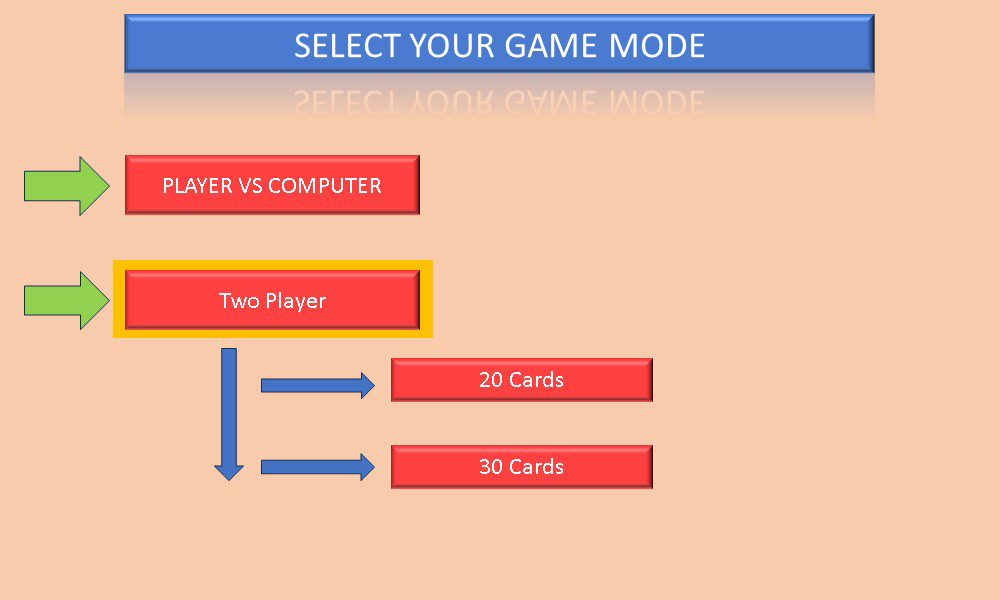 SELECT YOUR GAME MODE
PLAYER VS COMPUTER
Two Player
20 Cards
30 Cards